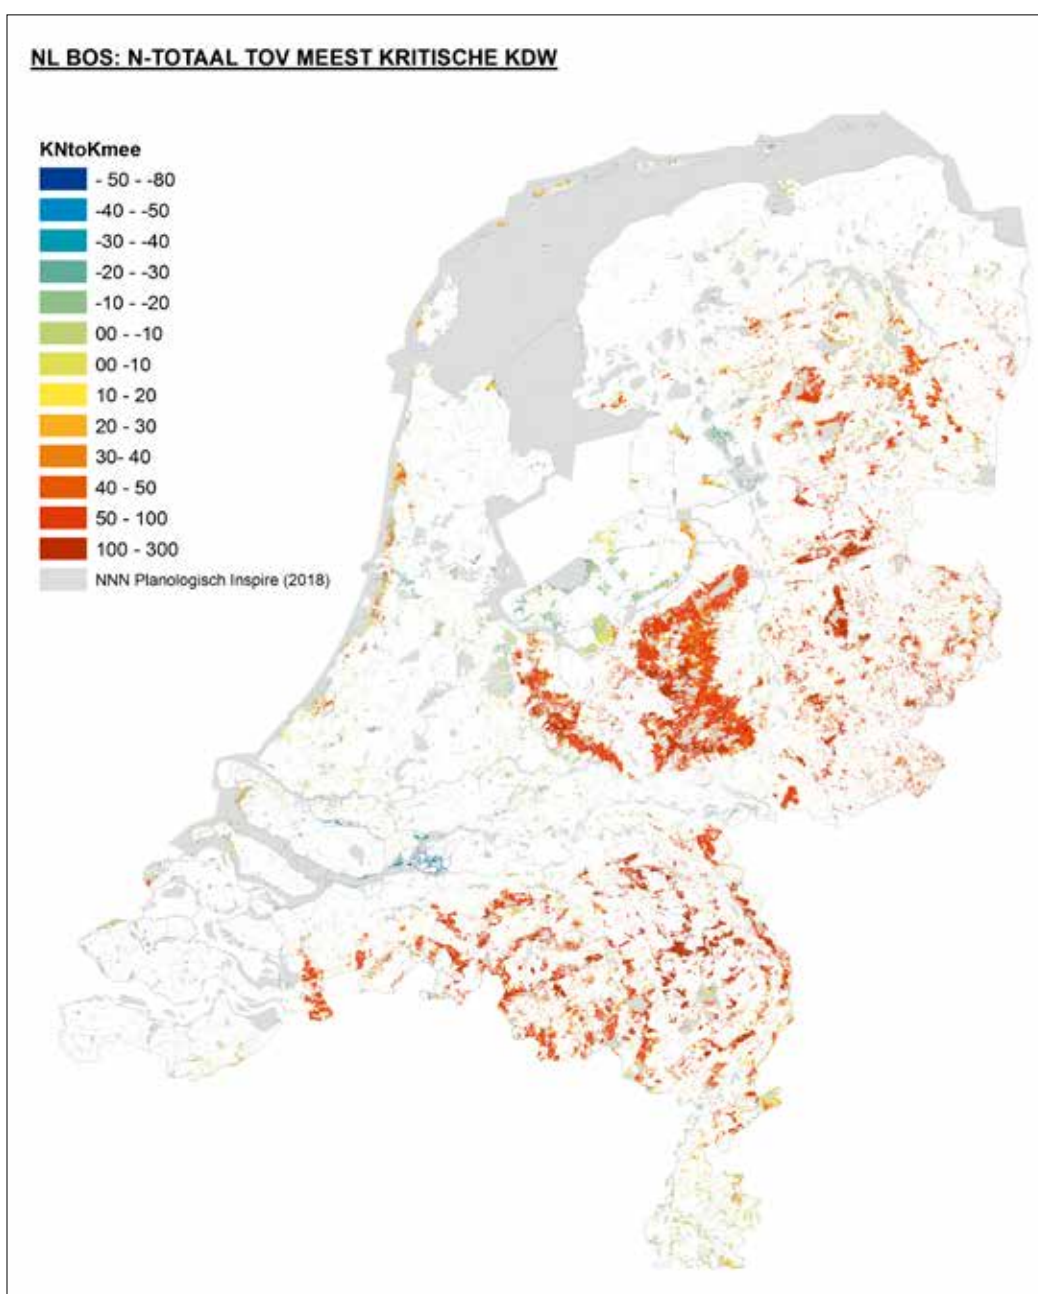 NL BOS: N-TOTAAL TOV MEEST KRITISCHE KDW
KNtoKmee
- 50 - -80
-40 - -50
-30 - -40
-20 - -30
-10 - -20
00 - -10
00 -10
10 - 20
20 - 30
30- 40
40 - 50
50 - 100
100 - 300
NNN Planologisch Inspire (2018)